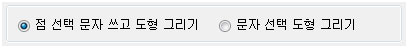 점 선택 문자 쓰고 도형 그리기 문자 선택 도형 그리기